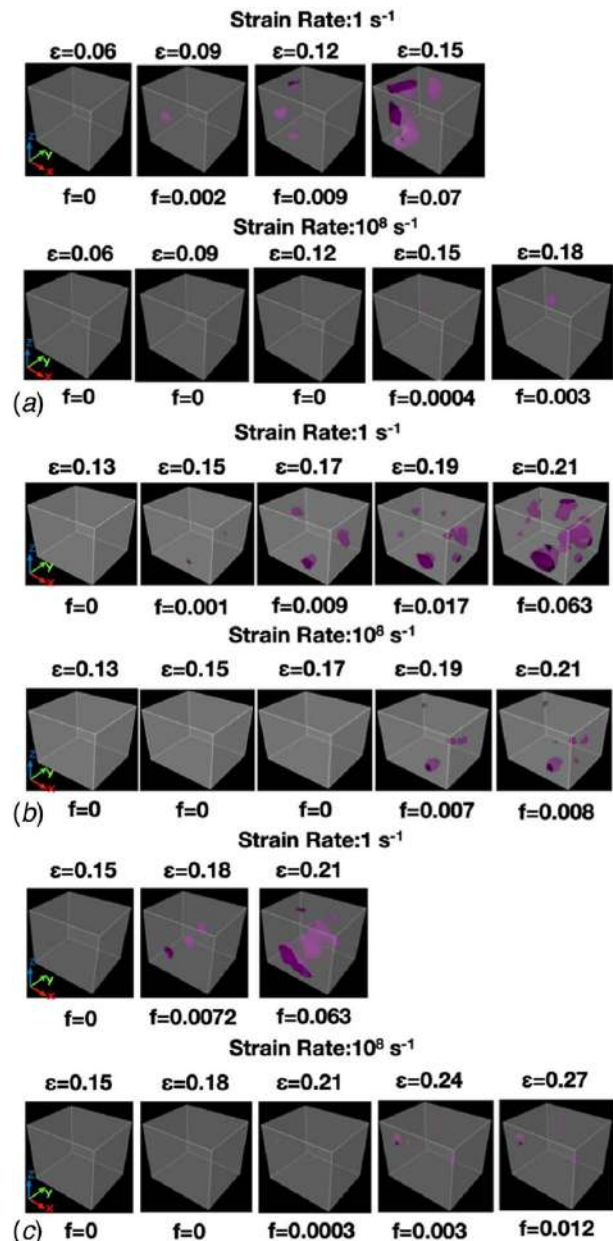 Strain Rate:1 s⁻¹
ε=0.06 ε=0.09 ε=0.12 ε=0.15
z y x
f=0 f=0.002 f=0.009 f=0.07
Strain Rate:10⁸ s⁻¹
ε=0.06 ε=0.09 ε=0.12 ε=0.15 ε=0.18
z y x
f=0 f=0 f=0 f=0.0004 f=0.003
(a)
Strain Rate:1 s⁻¹
ε=0.13 ε=0.15 ε=0.17 ε=0.19 ε=0.21
z y x
f=0 f=0.001 f=0.009 f=0.017 f=0.063
Strain Rate:10⁸ s⁻¹
ε=0.13 ε=0.15 ε=0.17 ε=0.19 ε=0.21
z y x
f=0 f=0 f=0 f=0.007 f=0.008
(b)
Strain Rate:1 s⁻¹
ε=0.15 ε=0.18 ε=0.21
z y x
f=0 f=0.0072 f=0.063
Strain Rate:10⁸ s⁻¹
ε=0.15 ε=0.18 ε=0.21 ε=0.24 ε=0.27
z y x
f=0 f=0 f=0.0003 f=0.003 f=0.012
(c)